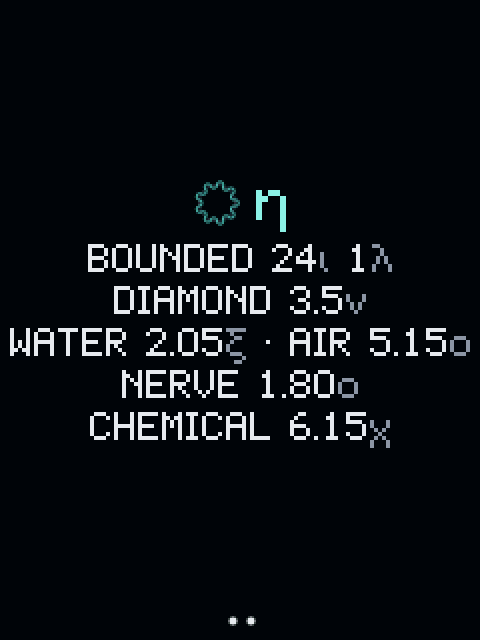 η
BOUNDED 24ι 1λ
DIAMOND 3.5ν
WATER 2.05ξ · AIR 5.15ο
NERVE 1.80ο
CHEMICAL 6.15χ